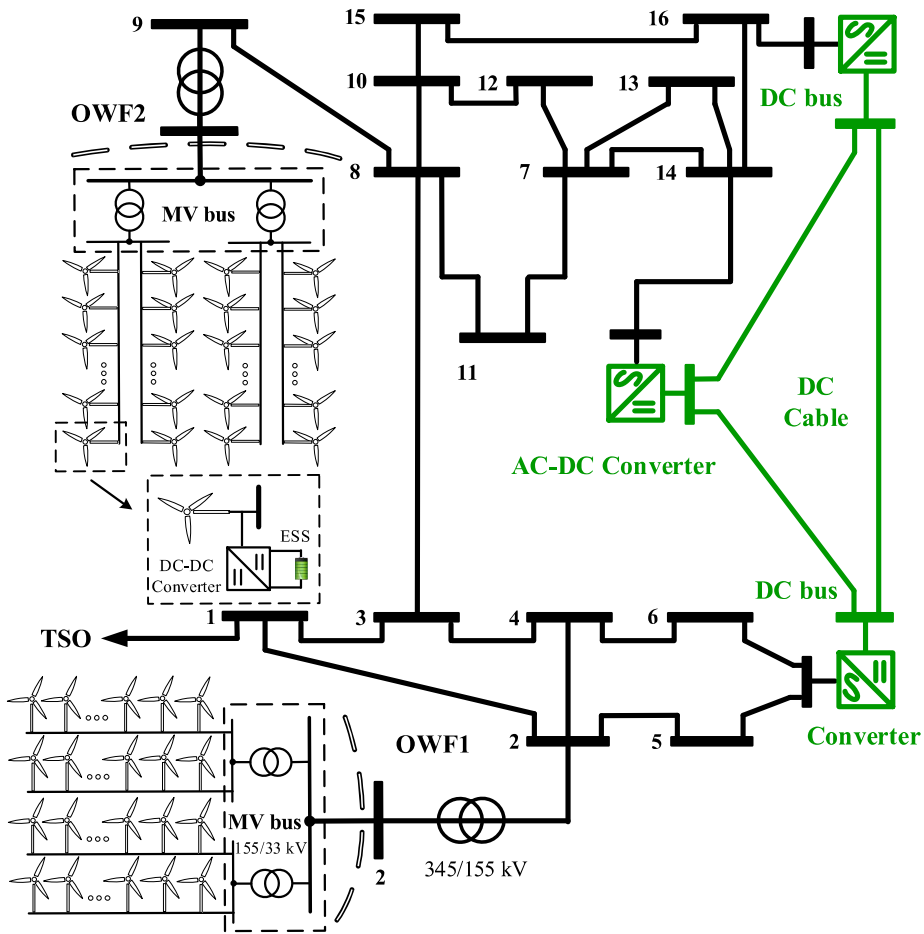 9
15
16
10
12
13
DC bus
OWF2
8
7
14
MV bus
11
DC
Cable
AC-DC Converter
ESS
DC-DC
Converter
DC bus
1
3
4
6
TSO
OWF1
2
5
Converter
MV bus
155/33 kV
2
345/155 kV